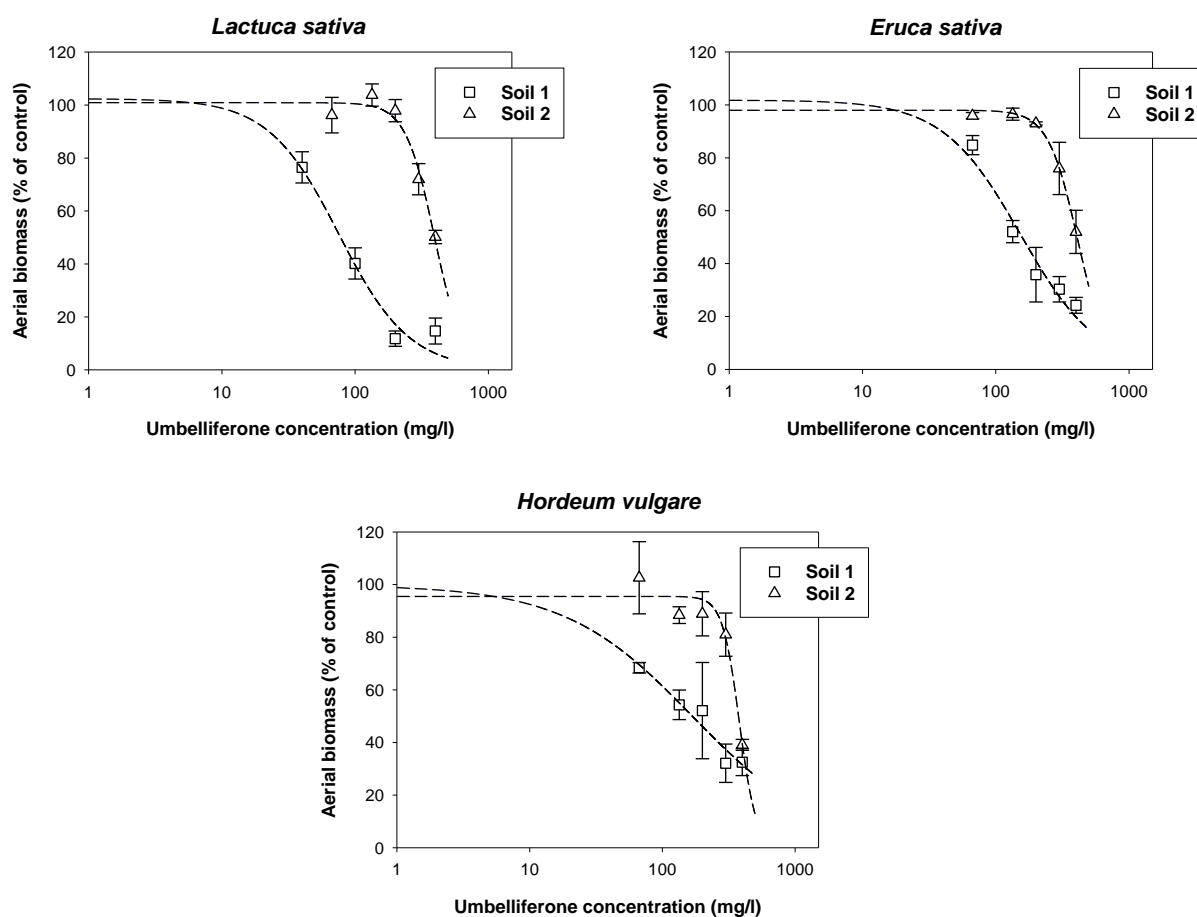 Lactuca sativa
120
100
80
60
40
20
0
1 10 100 1000
Aerial biomass (% of control)
Umbelliferone concentration (mg/l)
Soil 1
Soil 2
Eruca sativa
120
100
80
60
40
20
0
1 10 100 1000
Aerial biomass (% of control)
Umbelliferone concentration (mg/l)
Soil 1
Soil 2
Hordeum vulgare
120
100
80
60
40
20
0
1 10 100 1000
Aerial biomass (% of control)
Umbelliferone concentration (mg/l)
Soil 1
Soil 2